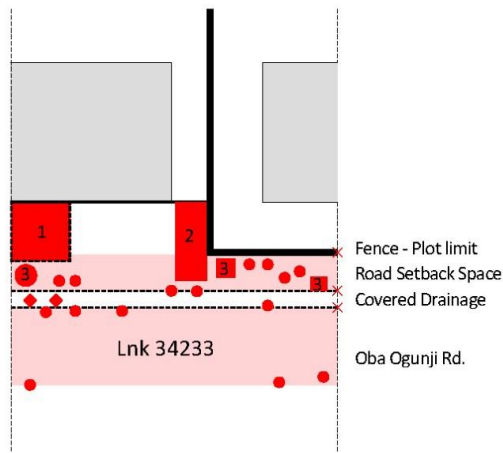 1
2
3
3
3
Fence - Plot limit
Road Setback Space
Covered Drainage
Lnk 34233
Oba Ogunji Rd.